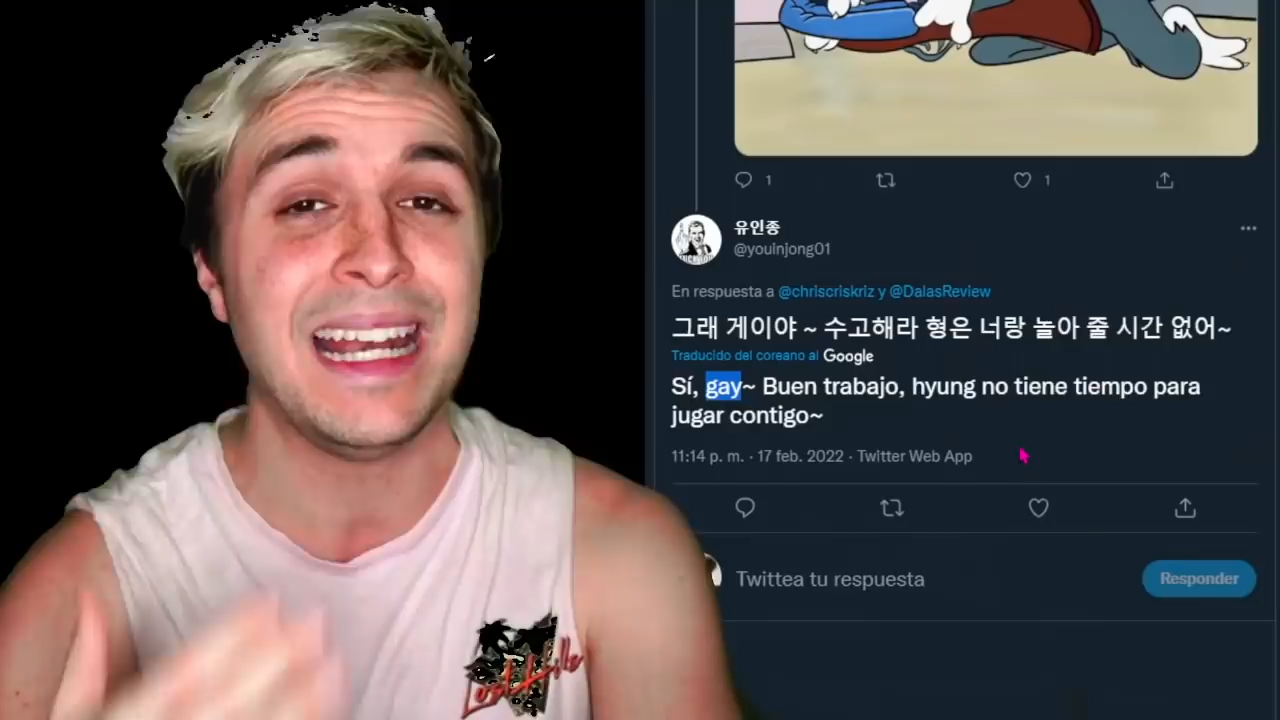 1
1
유인종
@youinjong01
En respuesta a @chriscriskriz y @DalasReview
그래 게이야 ~ 수고해라 형은 너랑 놀아 줄 시간 없어~
Traducido del coreano al Google
Sí, gay~ Buen trabajo, hyung no tiene tiempo para
jugar contigo~
11:14 p. m. · 17 feb. 2022 · Twitter Web App
Twittea tu respuesta
Responder